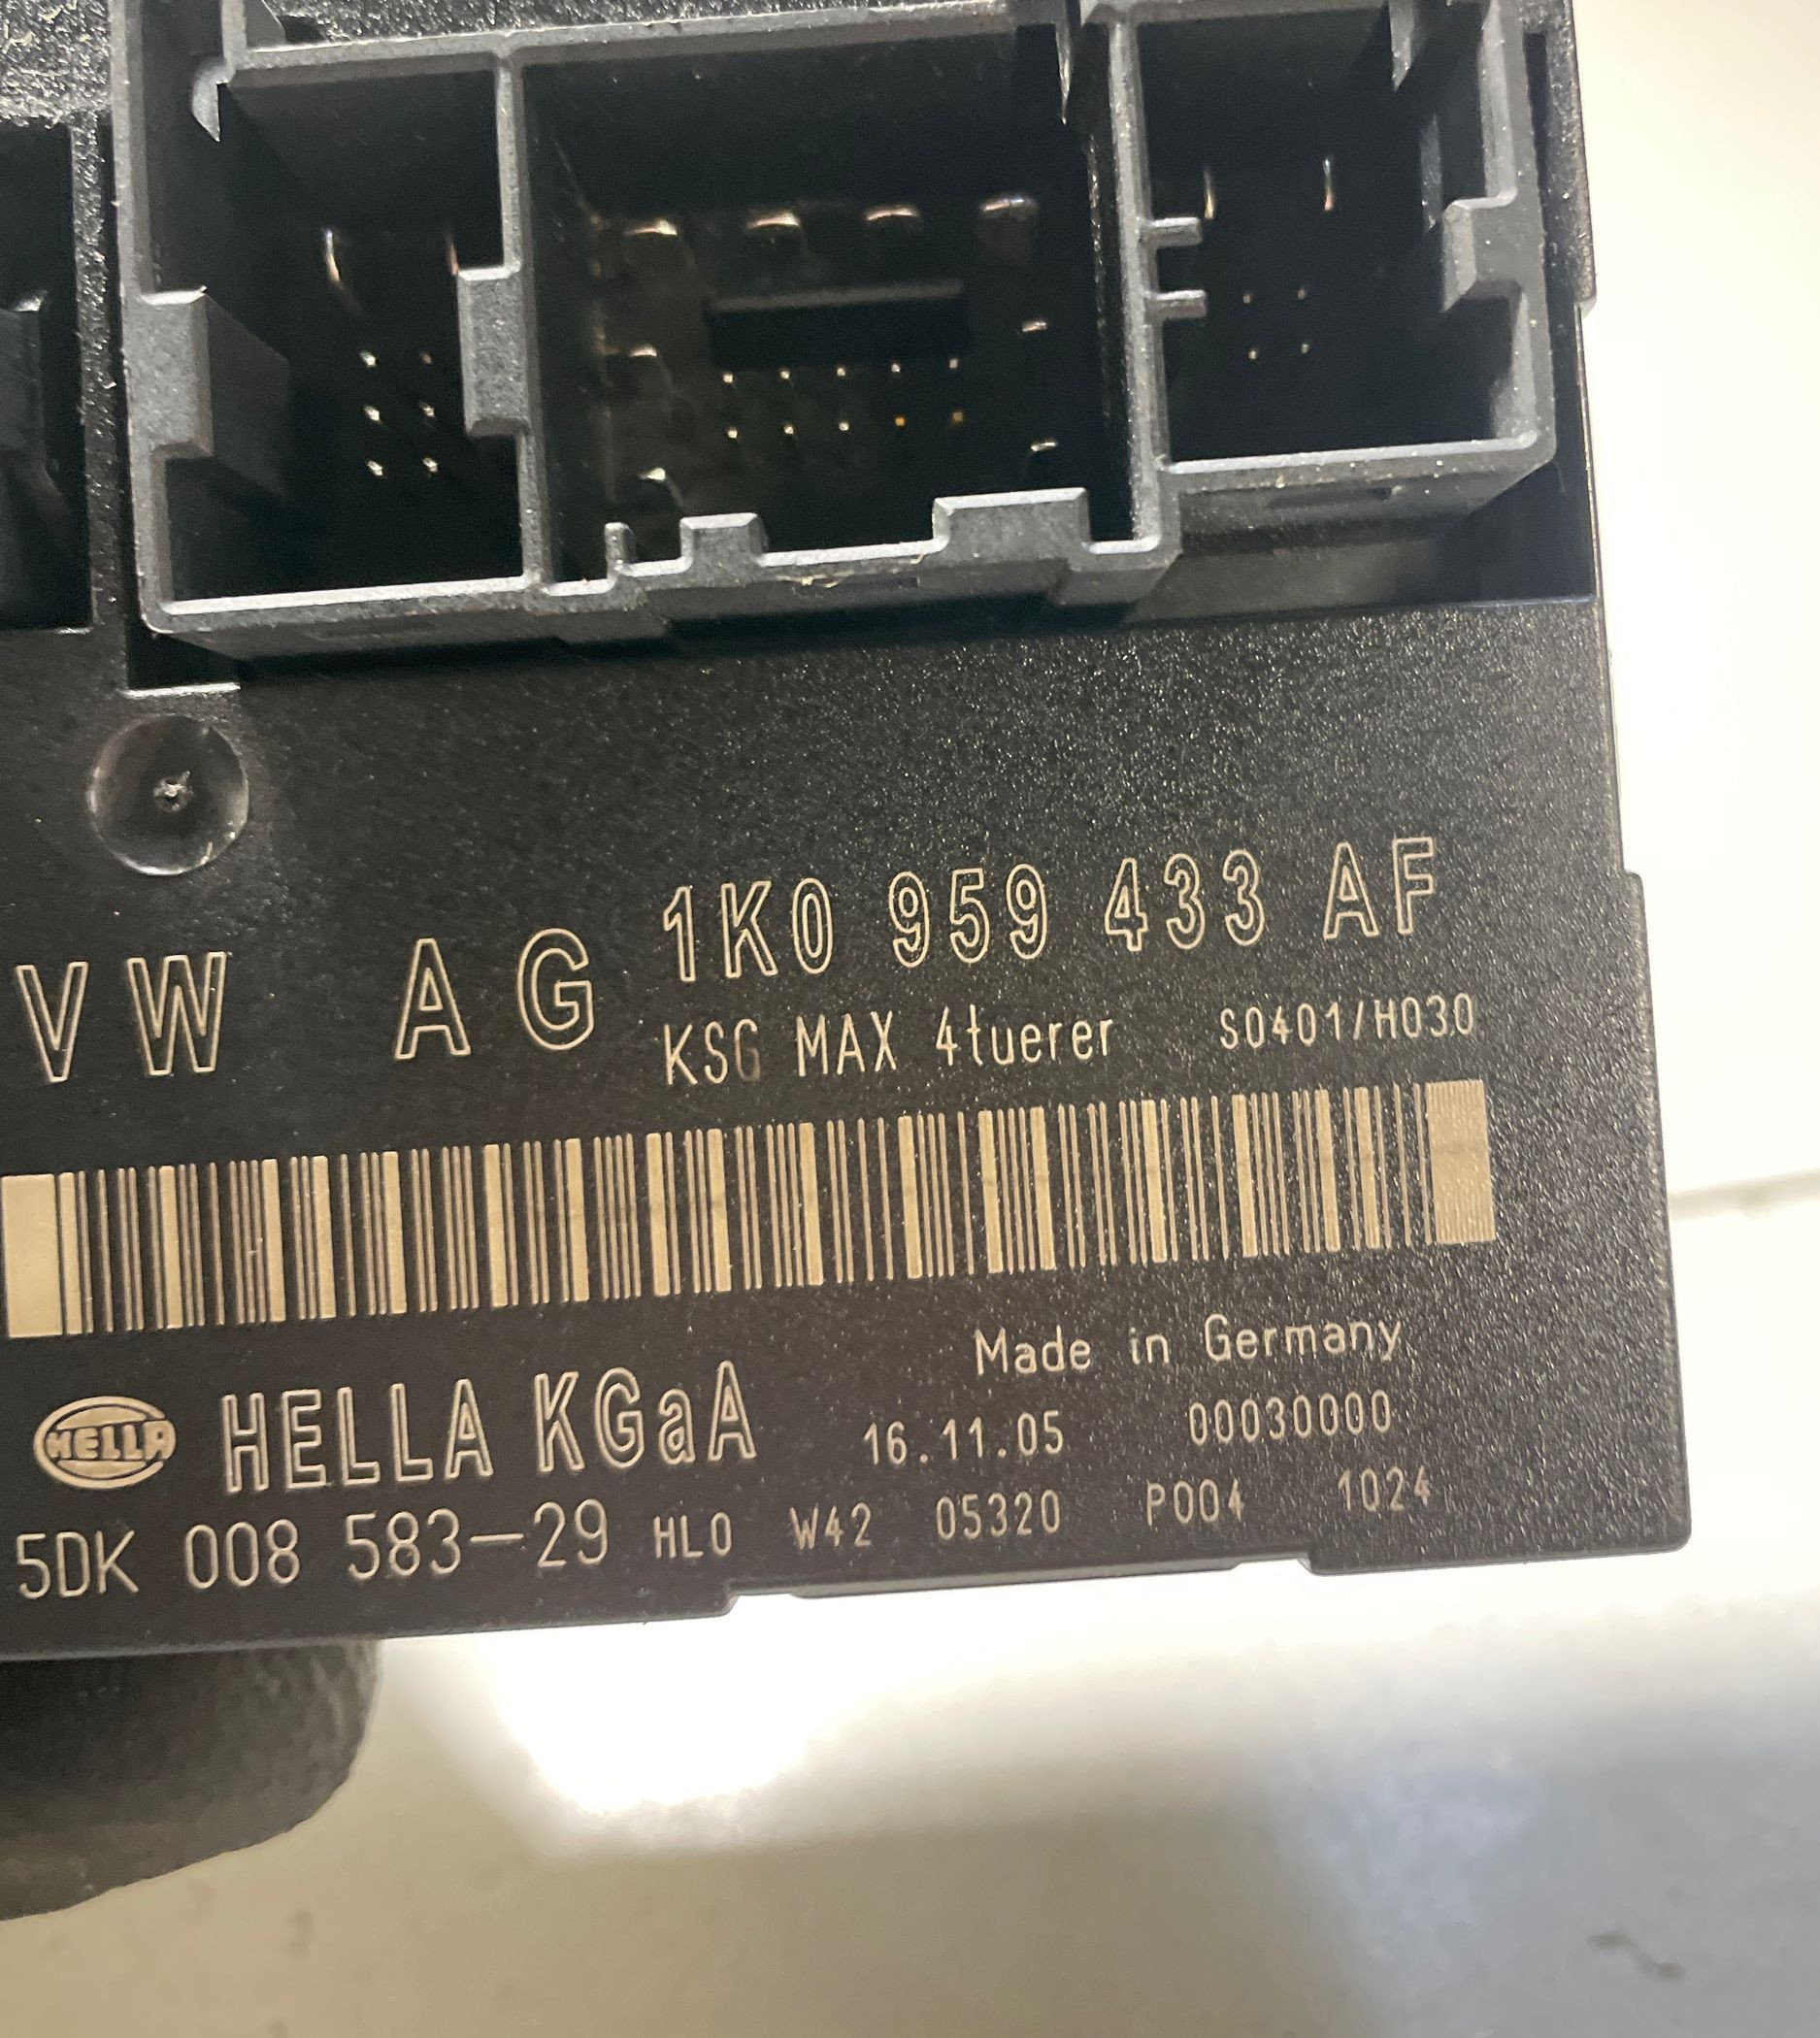 VW AG 1K0 959 433 AF
KSG MAX 4tuerer S0401/H030
Made in Germany
HELLA HELLA KGaA 16.11.05 00030000
5DK 008 583-29 HL0 W42 05320 P004 1024